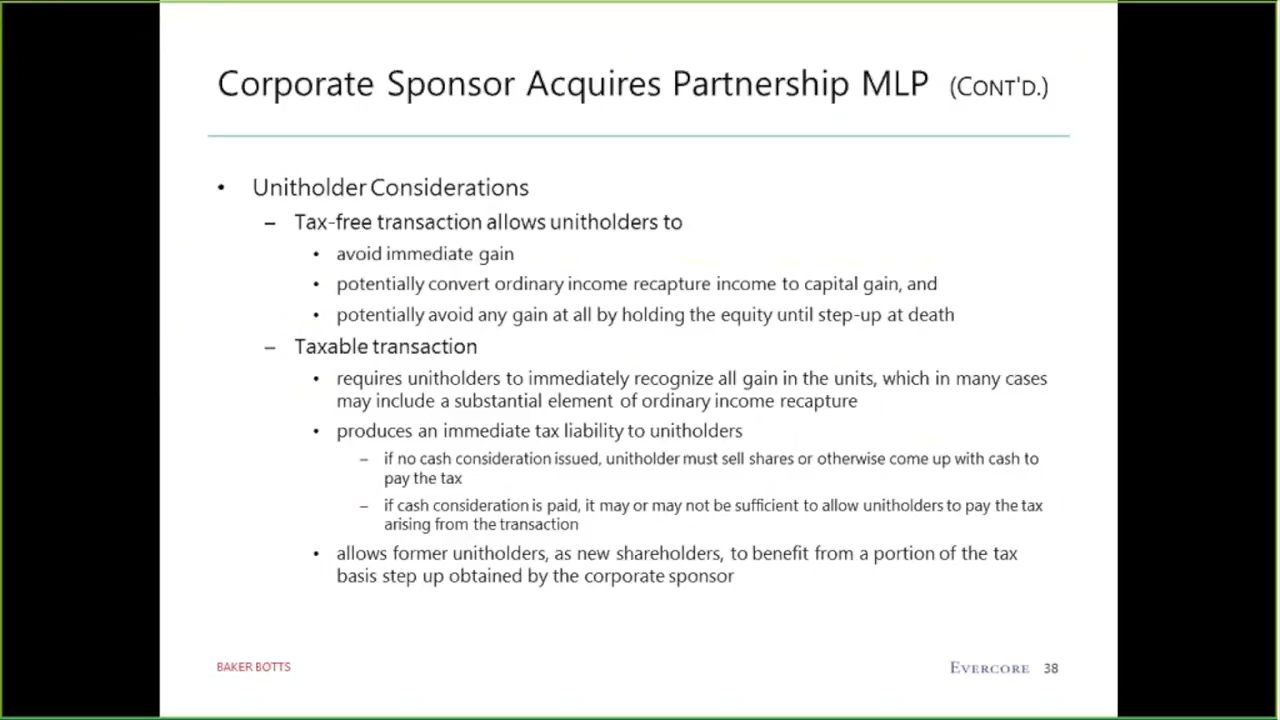 Corporate Sponsor Acquires Partnership MLP (CONT'D.)
• Unitholder Considerations
– Tax-free transaction allows unitholders to
• avoid immediate gain
• potentially convert ordinary income recapture income to capital gain, and
• potentially avoid any gain at all by holding the equity until step-up at death
– Taxable transaction
• requires unitholders to immediately recognize all gain in the units, which in many cases
may include a substantial element of ordinary income recapture
• produces an immediate tax liability to unitholders
– if no cash consideration issued, unitholder must sell shares or otherwise come up with cash to
pay the tax
– if cash consideration is paid, it may or may not be sufficient to allow unitholders to pay the tax
arising from the transaction
• allows former unitholders, as new shareholders, to benefit from a portion of the tax
basis step up obtained by the corporate sponsor
BAKER BOTTS
EVERCORE 38